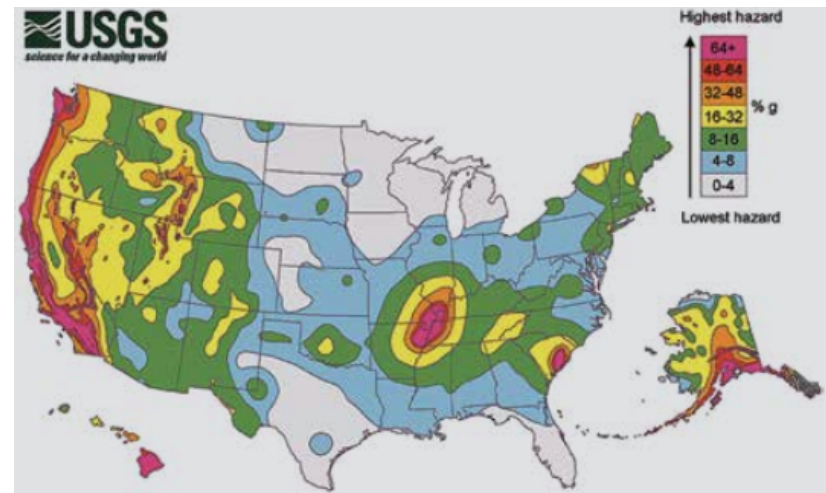 USGS
science for a changing world
Highest hazard
64+
48-64
32-48
16-32
% g
8-16
4-8
0-4
Lowest hazard